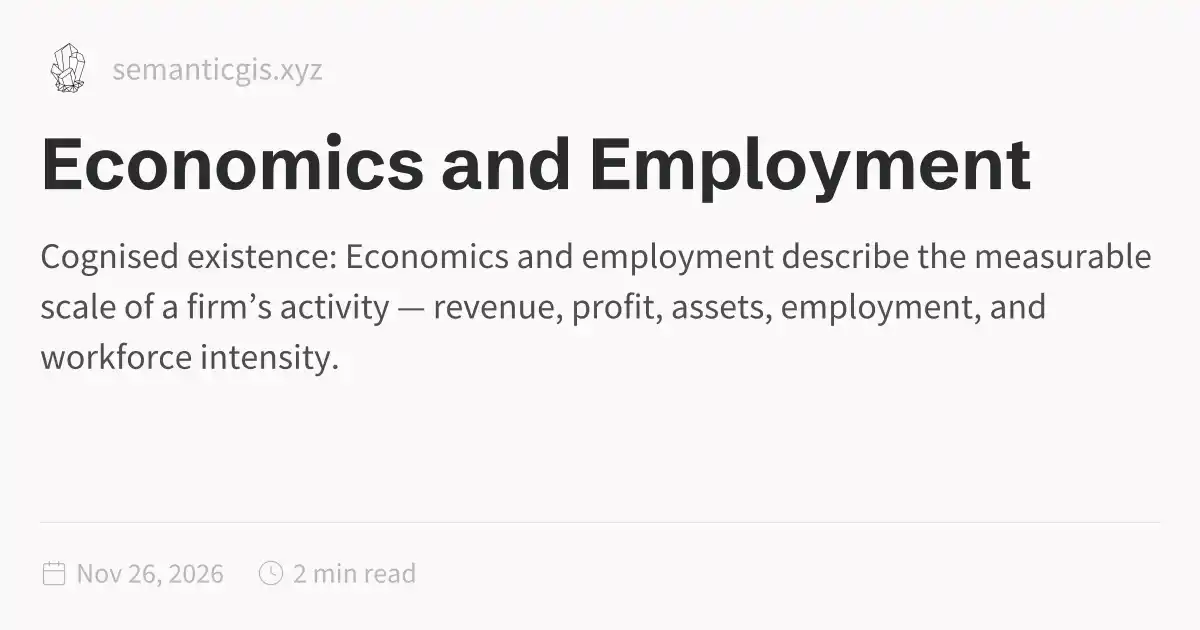 semanticgis.xyz
Economics and Employment
Cognised existence: Economics and employment describe the measurable
scale of a firm’s activity — revenue, profit, assets, employment, and
workforce intensity.
Nov 26, 2026 2 min read